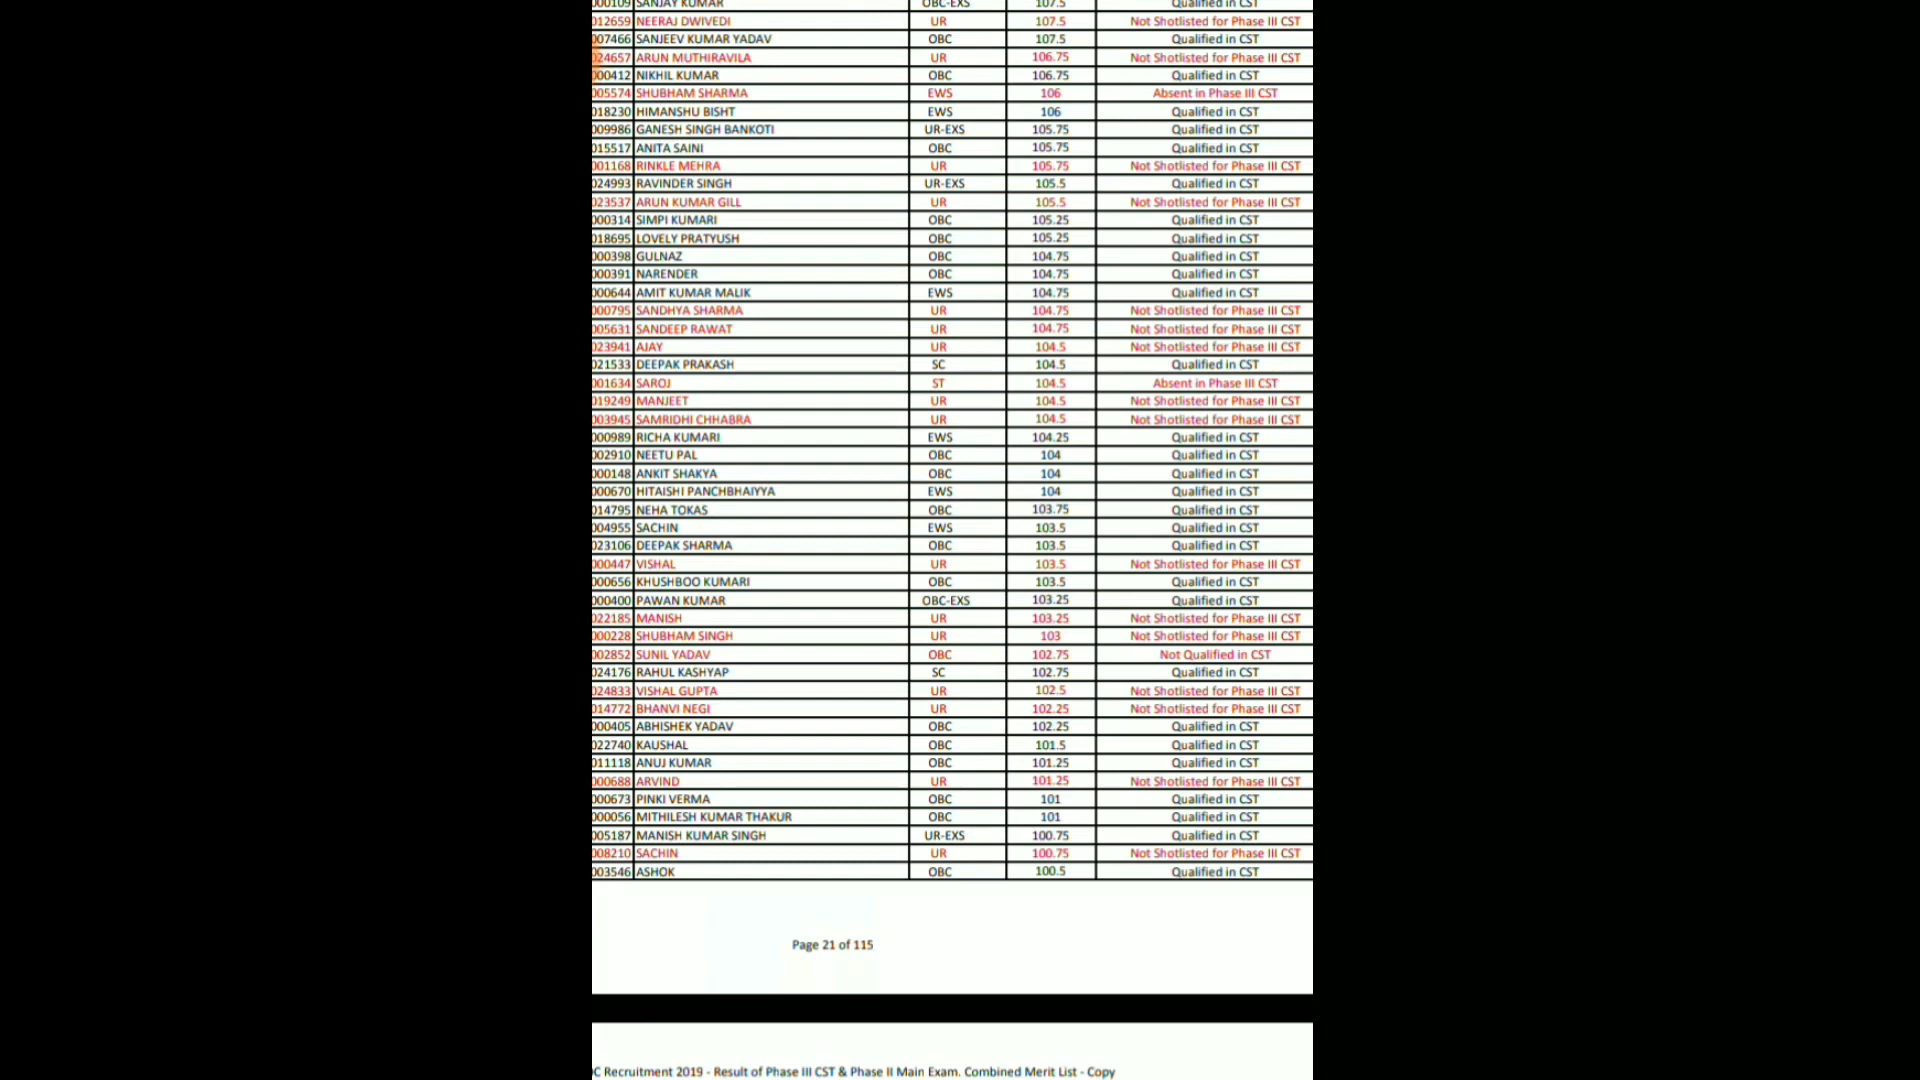 000109 SANJAY KUMAR OBC-EXS 107.5 Qualified in CST
012659 NEERAJ DWIVEDI UR 107.5 Not Shotlisted for Phase III CST
007466 SANJEEV KUMAR YADAV OBC 107.5 Qualified in CST
024657 ARUN MUTHIRAVILA UR 106.75 Not Shotlisted for Phase III CST
000412 NIKHIL KUMAR OBC 106.75 Qualified in CST
005574 SHUBHAM SHARMA EWS 106 Absent in Phase III CST
018230 HIMANSHU BISHT EWS 106 Qualified in CST
009986 GANESH SINGH BANKOTI UR-EXS 105.75 Qualified in CST
015517 ANITA SAINI OBC 105.75 Qualified in CST
001168 RINKLE MEHRA UR 105.75 Not Shotlisted for Phase III CST
024993 RAVINDER SINGH UR-EXS 105.5 Qualified in CST
023537 ARUN KUMAR GILL UR 105.5 Not Shotlisted for Phase III CST
000314 SIMPI KUMARI OBC 105.25 Qualified in CST
018695 LOVELY PRATYUSH OBC 105.25 Qualified in CST
000398 GULNAZ OBC 104.75 Qualified in CST
000391 NARENDER OBC 104.75 Qualified in CST
000644 AMIT KUMAR MALIK EWS 104.75 Qualified in CST
000795 SANDHYA SHARMA UR 104.75 Not Shotlisted for Phase III CST
005631 SANDEEP RAWAT UR 104.75 Not Shotlisted for Phase III CST
023941 AJAY UR 104.5 Not Shotlisted for Phase III CST
021533 DEEPAK PRAKASH SC 104.5 Qualified in CST
001634 SAROJ ST 104.5 Absent in Phase III CST
019249 MANJEET UR 104.5 Not Shotlisted for Phase III CST
003945 SAMRIDHI CHHABRA UR 104.5 Not Shotlisted for Phase III CST
000989 RICHA KUMARI EWS 104.25 Qualified in CST
002910 NEETU PAL OBC 104 Qualified in CST
000148 ANKIT SHAKYA OBC 104 Qualified in CST
000670 HITAISHI PANCHBHAIYYA EWS 104 Qualified in CST
014795 NEHA TOKAS OBC 103.75 Qualified in CST
004955 SACHIN EWS 103.5 Qualified in CST
023106 DEEPAK SHARMA OBC 103.5 Qualified in CST
000447 VISHAL UR 103.5 Not Shotlisted for Phase III CST
000656 KHUSHBOO KUMARI OBC 103.5 Qualified in CST
000400 PAWAN KUMAR OBC-EXS 103.25 Qualified in CST
022185 MANISH UR 103.25 Not Shotlisted for Phase III CST
000228 SHUBHAM SINGH UR 103 Not Shotlisted for Phase III CST
002852 SUNIL YADAV OBC 102.75 Not Qualified in CST
024176 RAHUL KASHYAP SC 102.75 Qualified in CST
024833 VISHAL GUPTA UR 102.5 Not Shotlisted for Phase III CST
014772 BHANVI NEGI UR 102.25 Not Shotlisted for Phase III CST
000405 ABHISHEK YADAV OBC 102.25 Qualified in CST
022740 KAUSHAL OBC 101.5 Qualified in CST
011118 ANUJ KUMAR OBC 101.25 Qualified in CST
000688 ARVIND UR 101.25 Not Shotlisted for Phase III CST
000673 PINKI VERMA OBC 101 Qualified in CST
000056 MITHILESH KUMAR THAKUR OBC 101 Qualified in CST
005187 MANISH KUMAR SINGH UR-EXS 100.75 Qualified in CST
008210 SACHIN UR 100.75 Not Shotlisted for Phase III CST
003546 ASHOK OBC 100.5 Qualified in CST
Page 21 of 115
C Recruitment 2019 - Result of Phase III CST & Phase II Main Exam. Combined Merit List - Copy